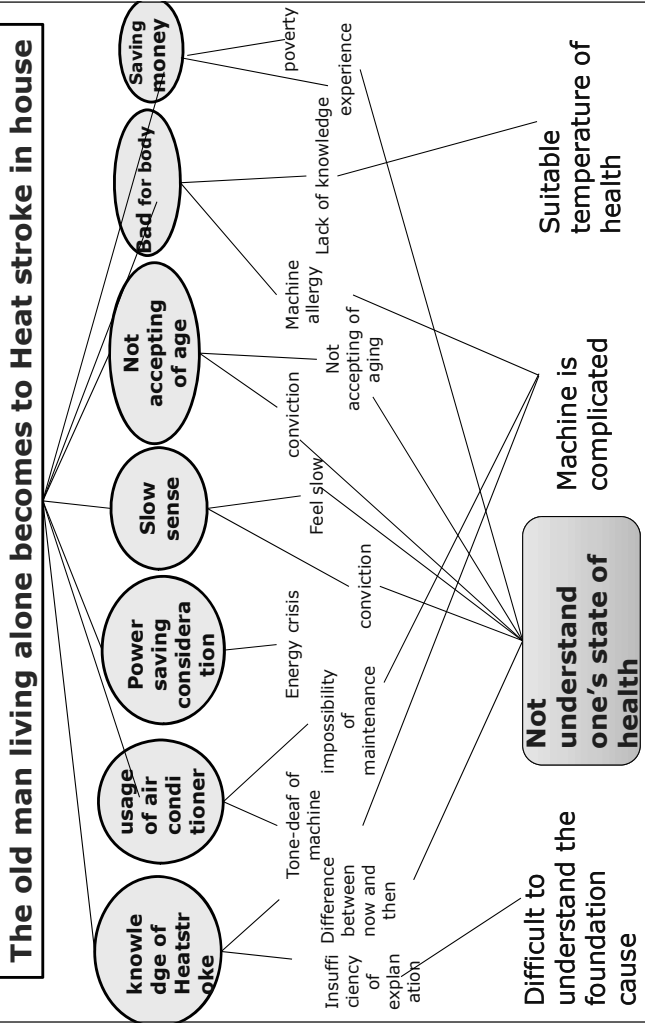 The old man living alone becomes to Heat stroke in house
knowle
dge of
Heatstr
oke
usage
of air
condi
tioner
Power
saving
considera
tion
Slow
sense
Not
accepting
of age
Bad for body
Saving
money
Insuffi
ciency
of
explan
ation
Difference
between
now and
then
Tone-deaf of
machine
impossibility
of
maintenance
Energy crisis
conviction
Feel slow
conviction
Not
accepting of
aging
Machine
allergy
Lack of knowledge
experience
poverty
Difficult to
understand the
foundation
cause
Not
understand
one’s state of
health
Machine is
complicated
Suitable
temperature of
health